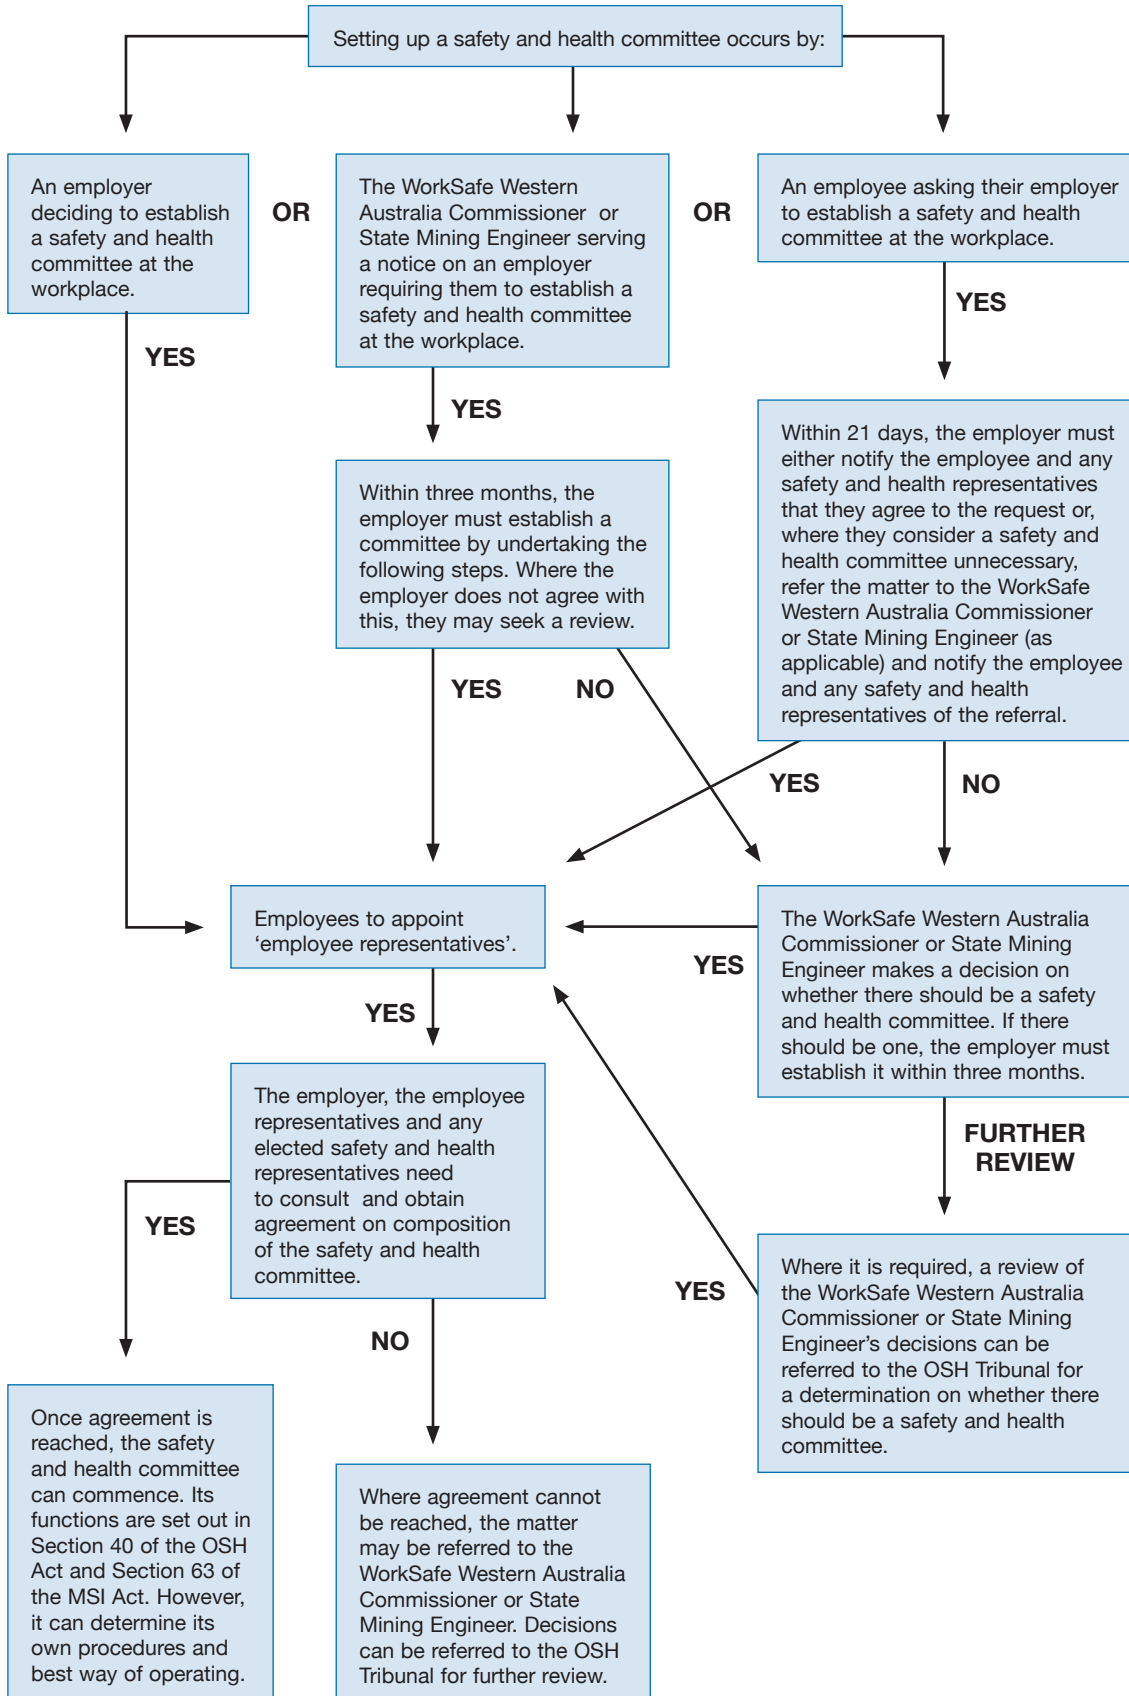 Setting up a safety and health committee occurs by:
An employer
deciding to establish
a safety and health
committee at the
workplace.
OR
The WorkSafe Western
Australia Commissioner or
State Mining Engineer serving
a notice on an employer
requiring them to establish a
safety and health committee
at the workplace.
OR
An employee asking their employer
to establish a safety and health
committee at the workplace.
YES
YES
YES
Within three months, the
employer must establish a
committee by undertaking the
following steps. Where the
employer does not agree with
this, they may seek a review.
Within 21 days, the employer must
either notify the employee and any
safety and health representatives
that they agree to the request or,
where they consider a safety and
health committee unnecessary,
refer the matter to the WorkSafe
Western Australia Commissioner
or State Mining Engineer (as
applicable) and notify the employee
and any safety and health
representatives of the referral.
YES
NO
YES
NO
Employees to appoint
‘employee representatives’.
YES
The WorkSafe Western Australia
Commissioner or State Mining
Engineer makes a decision on
whether there should be a safety
and health committee. If there
should be one, the employer must
establish it within three months.
YES
The employer, the employee
representatives and any
elected safety and health
representatives need
to consult and obtain
agreement on composition
of the safety and health
committee.
FURTHER
REVIEW
YES
NO
YES
Where it is required, a review of
the WorkSafe Western Australia
Commissioner or State Mining
Engineer’s decisions can be
referred to the OSH Tribunal for
a determination on whether there
should be a safety and health
committee.
Once agreement is
reached, the safety
and health committee
can commence. Its
functions are set out in
Section 40 of the OSH
Act and Section 63 of
the MSI Act. However,
it can determine its
own procedures and
best way of operating.
Where agreement cannot
be reached, the matter
may be referred to the
WorkSafe Western Australia
Commissioner or State
Mining Engineer. Decisions
can be referred to the OSH
Tribunal for further review.